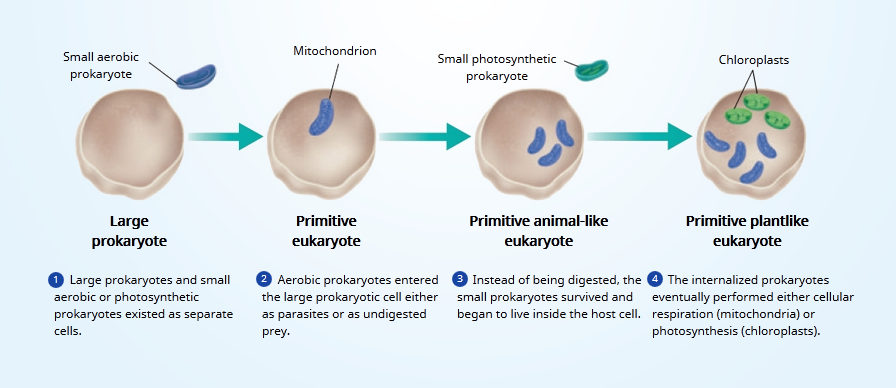 Small aerobic
prokaryote
Mitochondrion
Small photosynthetic
prokaryote
Chloroplasts
Large
prokaryote
Primitive
eukaryote
Primitive animal-like
eukaryote
Primitive plantlike
eukaryote
1 Large prokaryotes and small
aerobic or photosynthetic
prokaryotes existed as separate
cells.
2 Aerobic prokaryotes entered
the large prokaryotic cell either
as parasites or as undigested
prey.
3 Instead of being digested, the
small prokaryotes survived and
began to live inside the host cell.
4 The internalized prokaryotes
eventually performed either cellular
respiration (mitochondria) or
photosynthesis (chloroplasts).